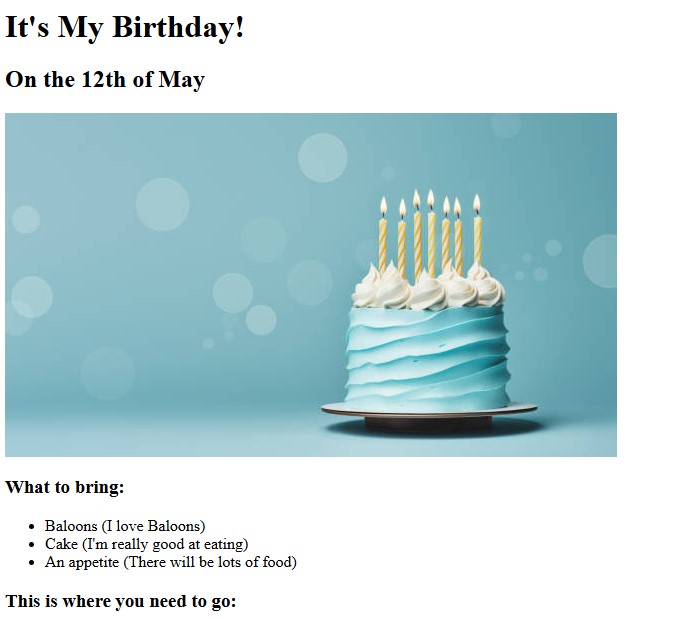 It's My Birthday!
On the 12th of May
What to bring:
Baloons (I love Baloons)
Cake (I'm really good at eating)
An appetite (There will be lots of food)
This is where you need to go: